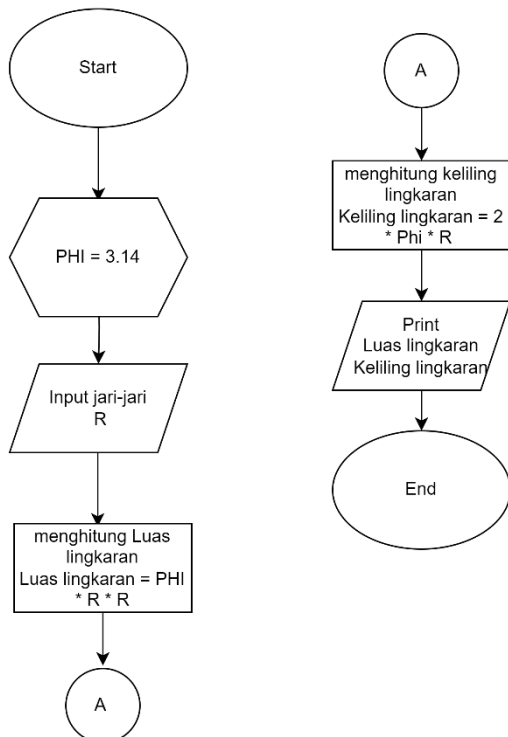 Start
PHI = 3.14
Input jari-jari
R
menghitung Luas
lingkaran
Luas lingkaran = PHI
* R * R
A
A
menghitung keliling
lingkaran
Keliling lingkaran = 2
* Phi * R
Print
Luas lingkaran
Keliling lingkaran
End